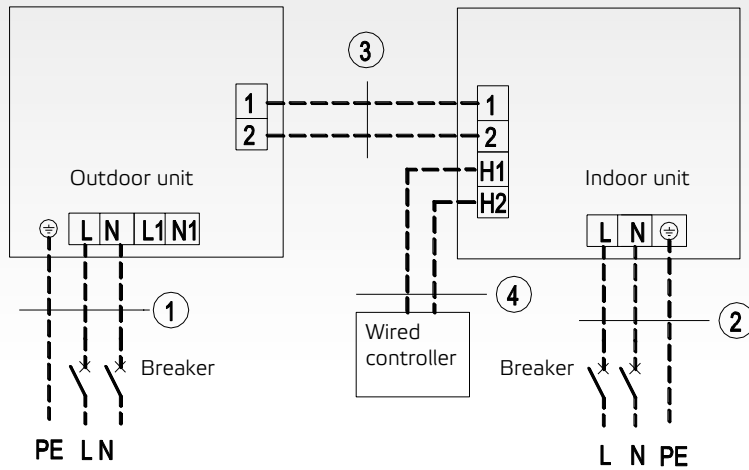 3
1
1
2
2
H1
H2
Outdoor unit
Indoor unit
L N L1 N1
L N
1
4
2
Wired
controller
Breaker
Breaker
PE L N
L N PE